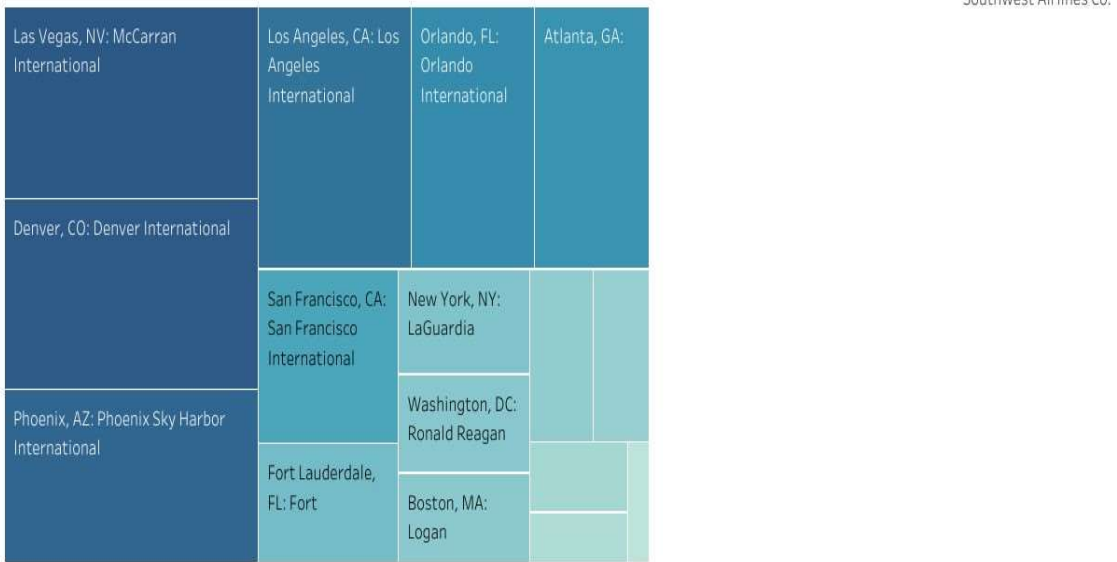 Southwest Airlines Co.
Las Vegas, NV: McCarran
International
Los Angeles, CA: Los
Angeles
International
Orlando, FL:
Orlando
International
Atlanta, GA:
Denver, CO: Denver International
San Francisco, CA:
San Francisco
International
New York, NY:
LaGuardia
Washington, DC:
Ronald Reagan
Phoenix, AZ: Phoenix Sky Harbor
International
Fort Lauderdale,
FL: Fort
Boston, MA:
Logan